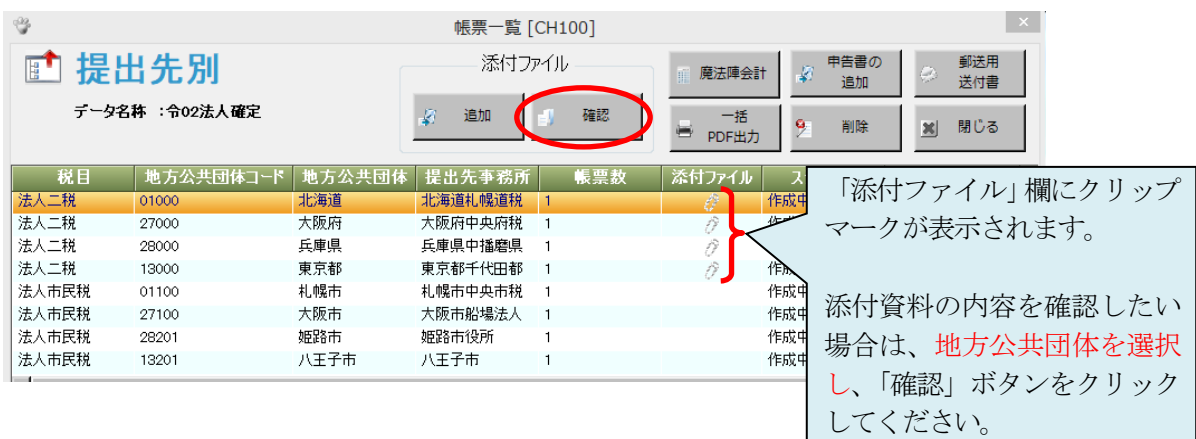 帳票一覧 [CH100]
提出先別
データ名称 ：令02法人確定
添付ファイル
追加
確認
魔法陣会計
申告書の
追加
郵送用
送付書
一括
PDF出力
削除
閉じる
税目 地方公共団体コード 地方公共団体 提出先事務所 帳票数 添付ファイル ス
法人二税 01000 北海道 北海道札幌道税 1 作成中
法人二税 27000 大阪府 大阪府中央府税 1
法人二税 28000 兵庫県 兵庫県中播磨県 1
法人二税 13000 東京都 東京都千代田都 1 作成中
法人市民税 01100 札幌市 札幌市中央市税 1 作成中
法人市民税 27100 大阪市 大阪市船場法人 1 作成中
法人市民税 28201 姫路市 姫路市役所 1 作成中
法人市民税 13201 八王子市 八王子市 1 作成中
「添付ファイル」欄にクリップ
マークが表示されます。
添付資料の内容を確認したい
場合は、地方公共団体を選択
し、「確認」ボタンをクリック
してください。